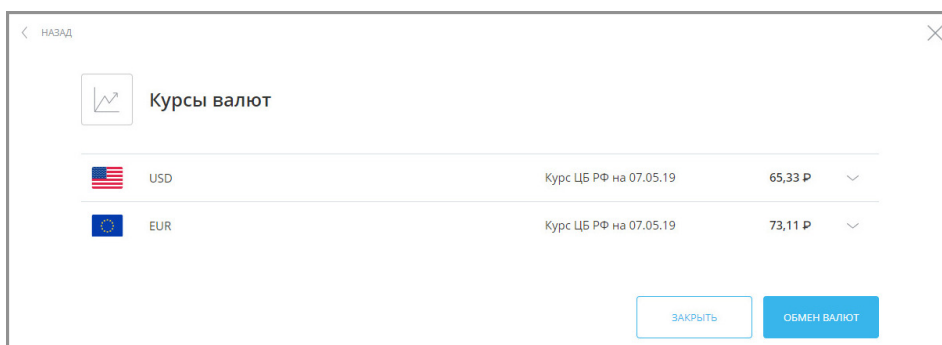 НАЗАД
Курсы валют
USD Курс ЦБ РФ на 07.05.19 65,33 ₽
EUR Курс ЦБ РФ на 07.05.19 73,11 ₽
ЗАКРЫТЬ ОБМЕН ВАЛЮТ